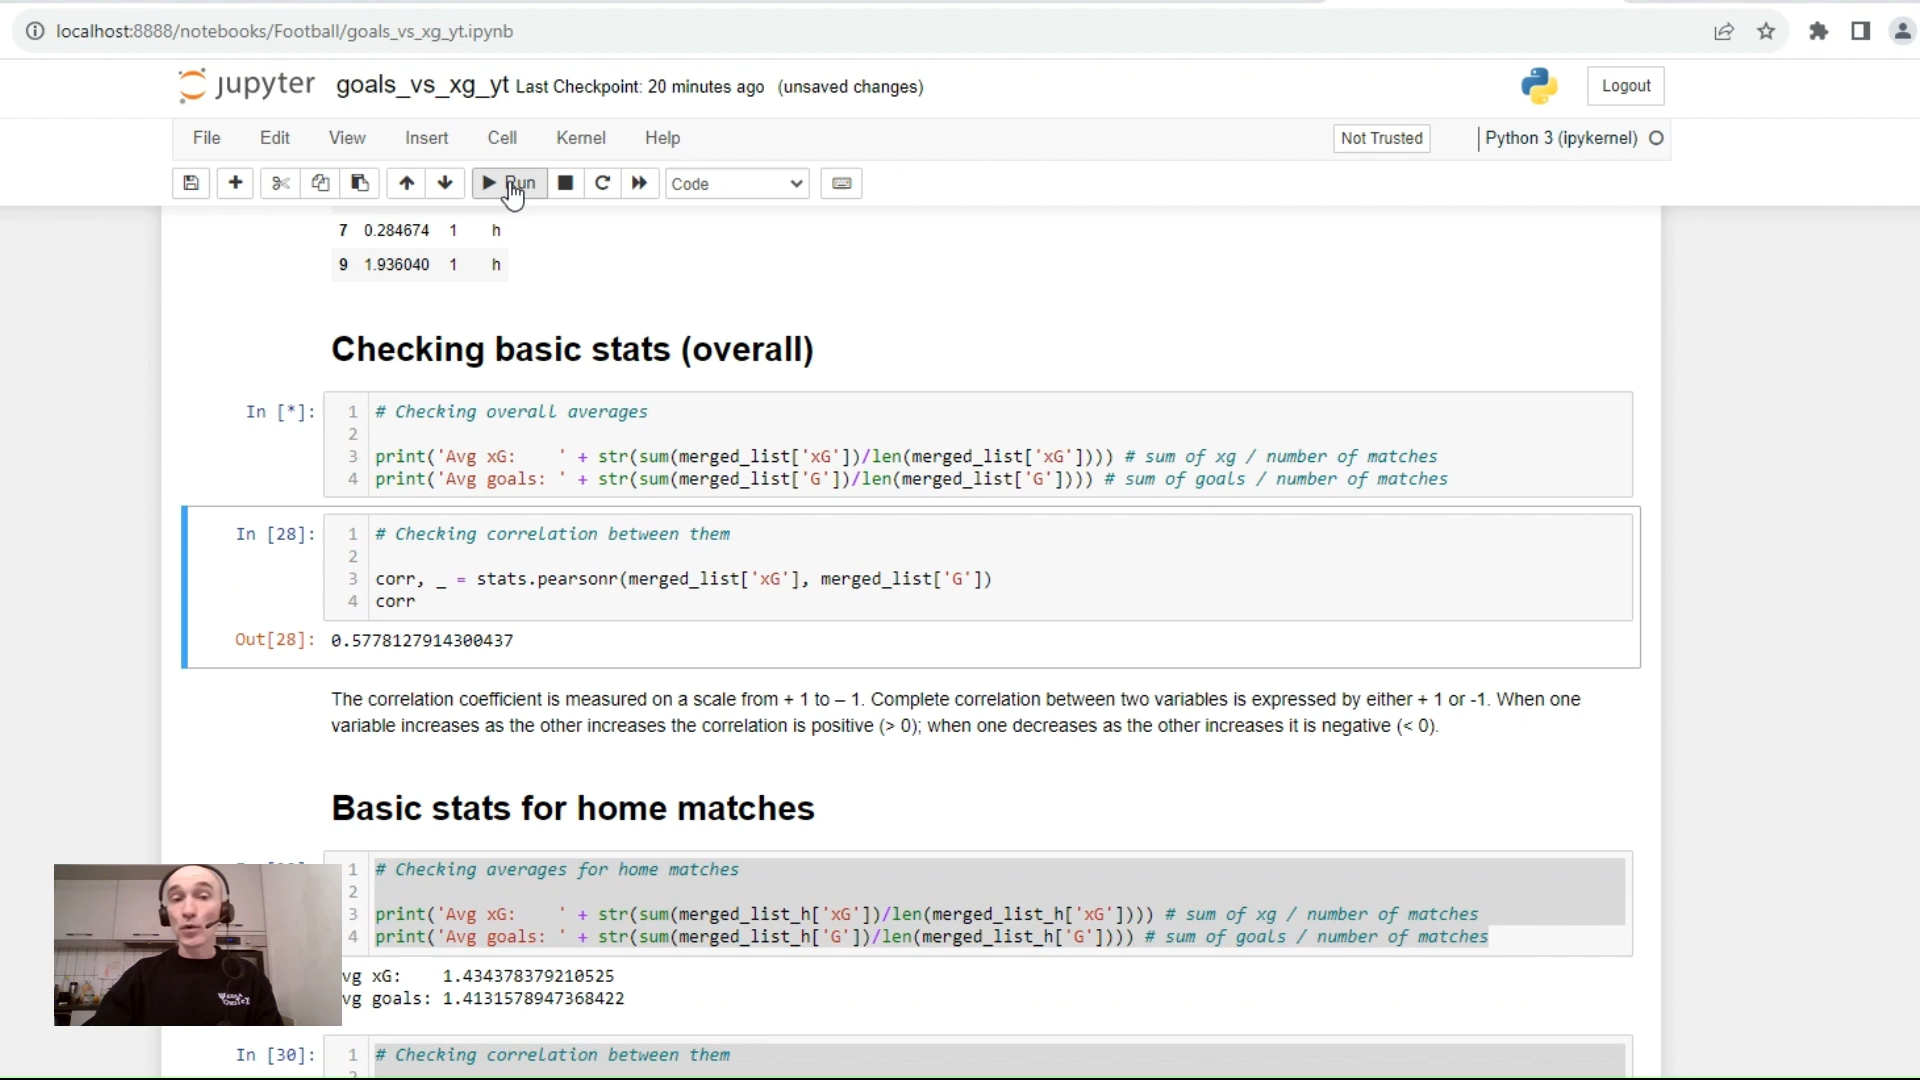 localhost:8888/notebooks/Football/goals_vs_xg_yt.ipynb
jupyter goals_vs_xg_yt Last Checkpoint: 20 minutes ago (unsaved changes) Logout
File Edit View Insert Cell Kernel Help Not Trusted Python 3 (ipykernel)
Run Code
7 0.284674 1 h
9 1.936040 1 h
Checking basic stats (overall)
In [*]: 1 # Checking overall averages
2
3 print('Avg xG:    ' + str(sum(merged_list['xG'])/len(merged_list['xG']))) # sum of xg / number of matches
4 print('Avg goals: ' + str(sum(merged_list['G'])/len(merged_list['G']))) # sum of goals / number of matches
In [28]: 1 # Checking correlation between them
2
3 corr, _ = stats.pearsonr(merged_list['xG'], merged_list['G'])
4 corr
Out[28]: 0.5778127914300437
The correlation coefficient is measured on a scale from + 1 to – 1. Complete correlation between two variables is expressed by either + 1 or -1. When one
variable increases as the other increases the correlation is positive (> 0); when one decreases as the other increases it is negative (< 0).
Basic stats for home matches
1 # Checking averages for home matches
2
3 print('Avg xG:    ' + str(sum(merged_list_h['xG'])/len(merged_list_h['xG']))) # sum of xg / number of matches
4 print('Avg goals: ' + str(sum(merged_list_h['G'])/len(merged_list_h['G']))) # sum of goals / number of matches
vg xG:    1.434378379210525
vg goals: 1.4131578947368422
In [30]: 1 # Checking correlation between them